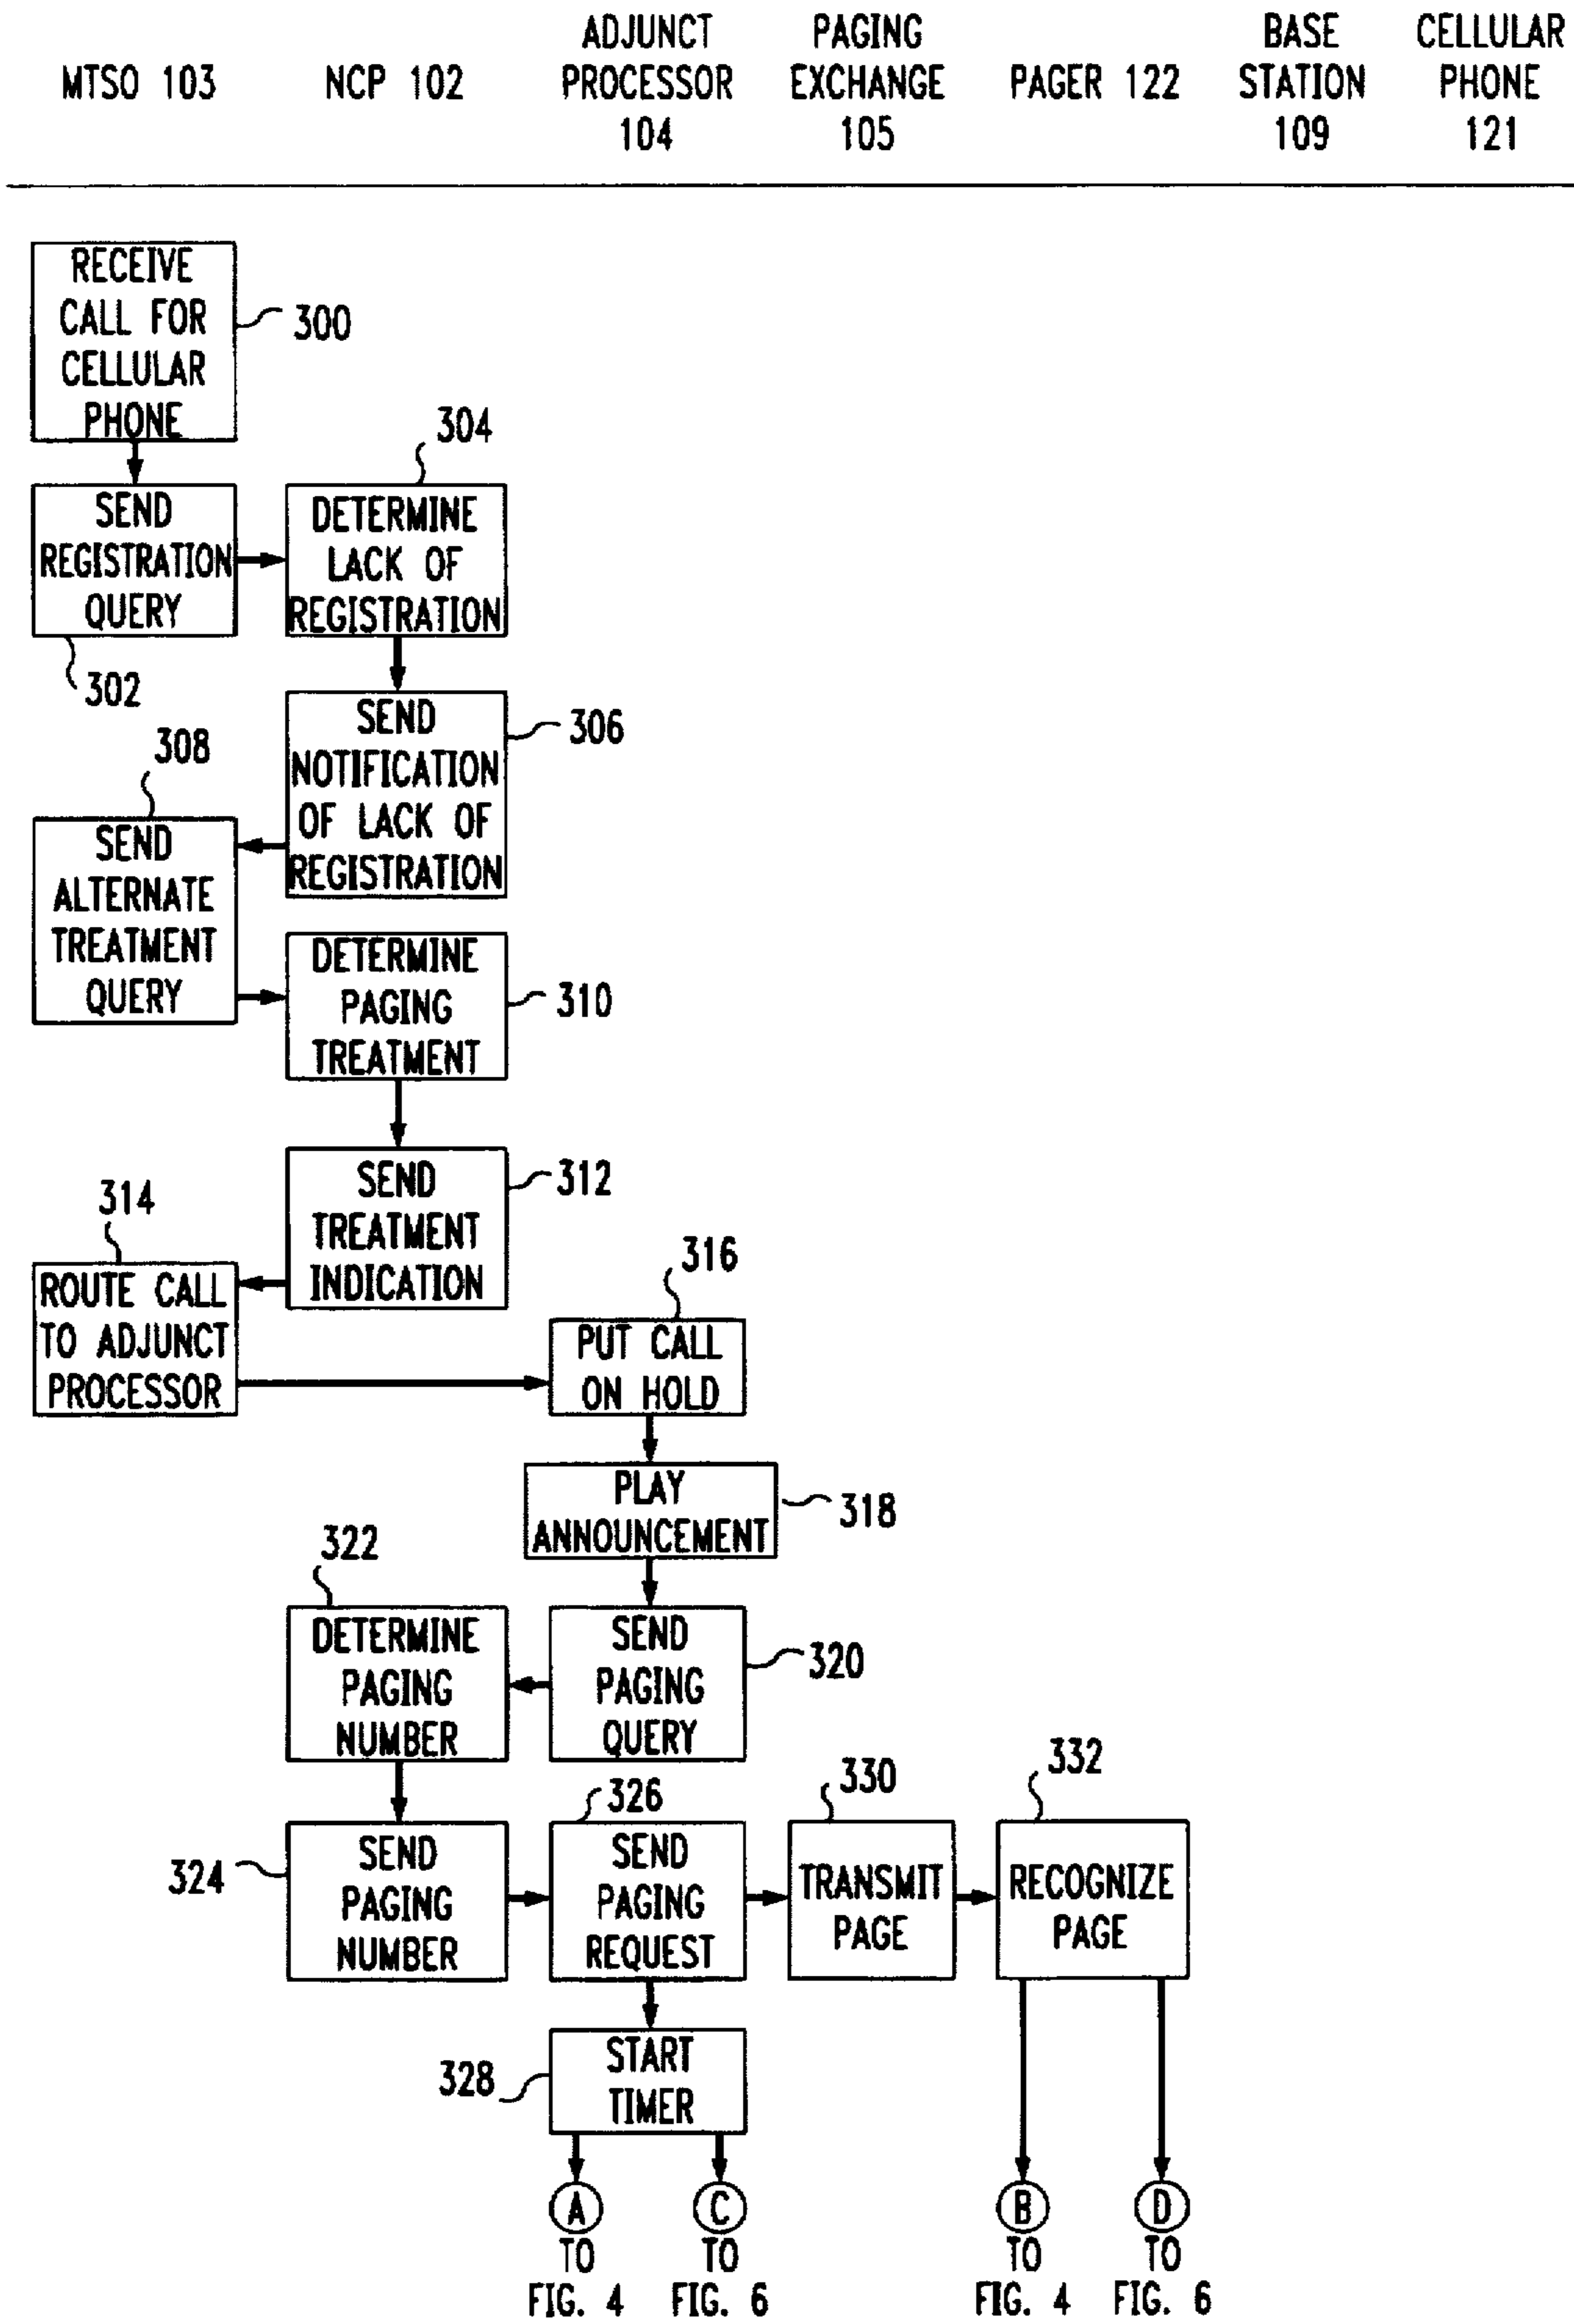 MTSO 103
NCP 102
ADJUNCT
PROCESSOR
104
PAGING
EXCHANGE
105
PAGER 122
BASE
STATION
109
CELLULAR
PHONE
121
RECEIVE
CALL FOR
CELLULAR
PHONE
300
SEND
REGISTRATION
QUERY
302
304
DETERMINE
LACK OF
REGISTRATION
SEND
NOTIFICATION
OF LACK OF
REGISTRATION
306
308
SEND
ALTERNATE
TREATMENT
QUERY
DETERMINE
PAGING
TREATMENT
310
SEND
TREATMENT
INDICATION
312
314
ROUTE CALL
TO ADJUNCT
PROCESSOR
316
PUT CALL
ON HOLD
PLAY
ANNOUNCEMENT
318
SEND
PAGING
QUERY
320
322
DETERMINE
PAGING
NUMBER
324
SEND
PAGING
NUMBER
326
SEND
PAGING
REQUEST
330
TRANSMIT
PAGE
332
RECOGNIZE
PAGE
328
START
TIMER
A
TO
FIG. 4
C
TO
FIG. 6
B
TO
FIG. 4
D
TO
FIG. 6